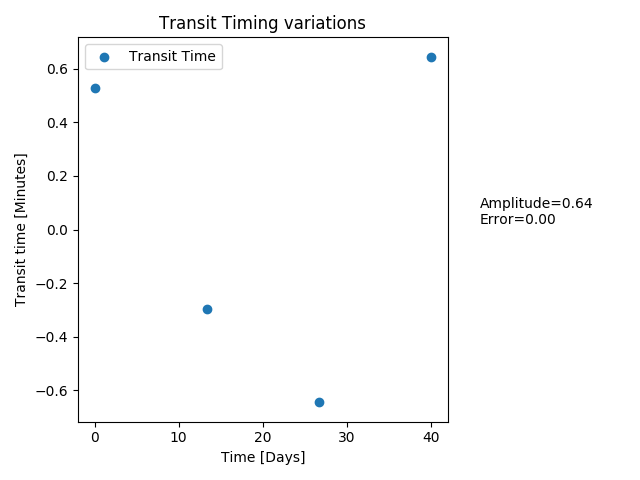 Transit Timing variations
Transit Time
0.6
0.4
0.2
0.0
−0.2
−0.4
−0.6
Transit time [Minutes]
0 10 20 30 40
Time [Days]
Amplitude=0.64
Error=0.00